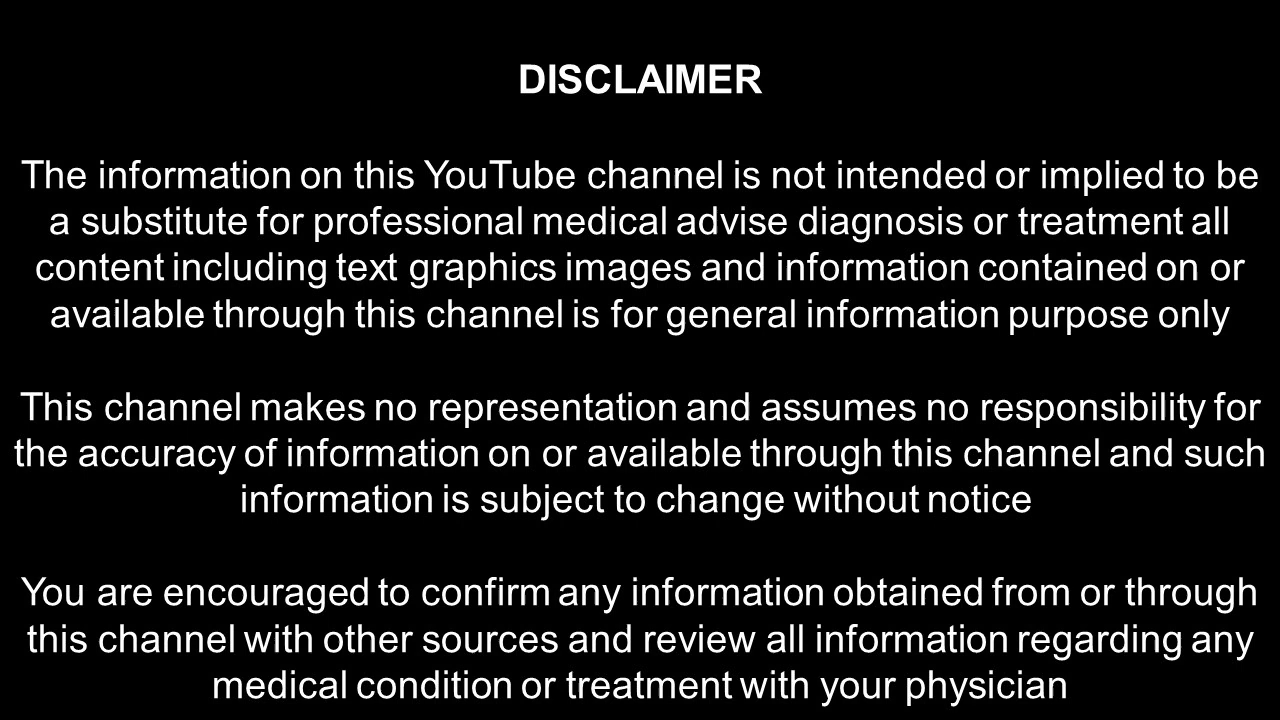 DISCLAIMER
The information on this YouTube channel is not intended or implied to be
a substitute for professional medical advise diagnosis or treatment all
content including text graphics images and information contained on or
available through this channel is for general information purpose only
This channel makes no representation and assumes no responsibility for
the accuracy of information on or available through this channel and such
information is subject to change without notice
You are encouraged to confirm any information obtained from or through
this channel with other sources and review all information regarding any
medical condition or treatment with your physician